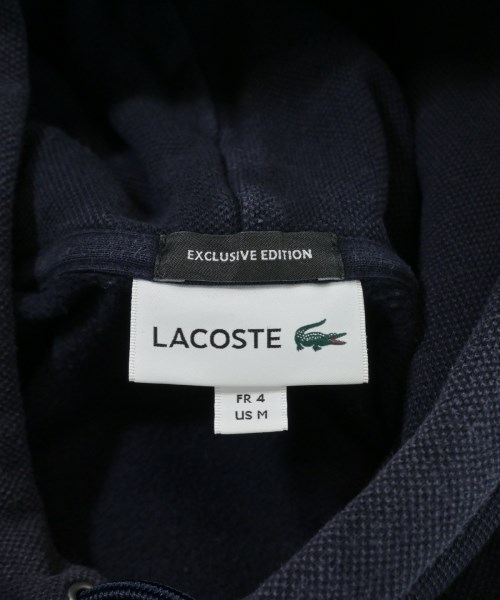 EXCLUSIVE EDITION
LACOSTE
FR 4
US M